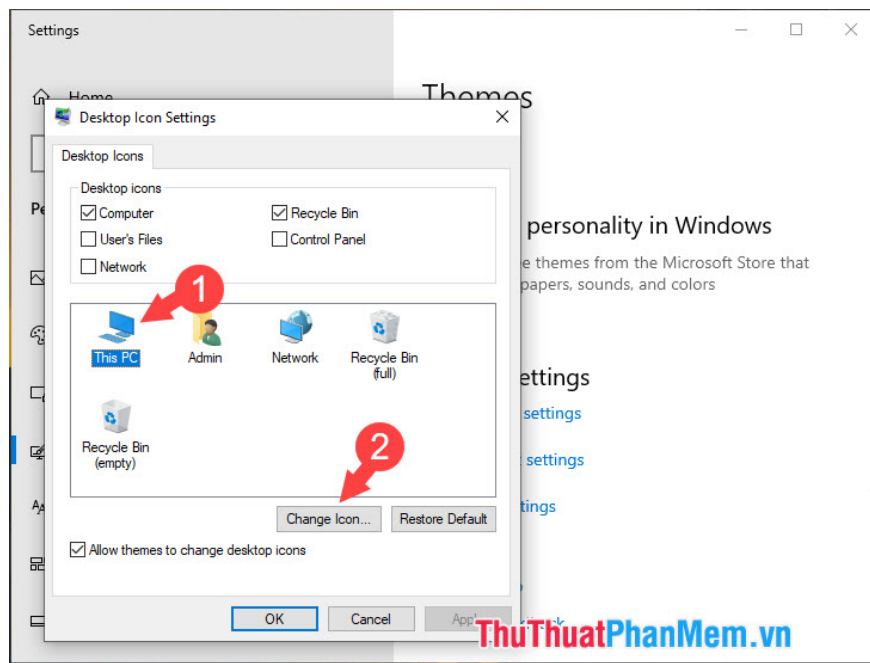 Settings
Home
Themes
Desktop Icon Settings
Desktop Icons
Desktop icons
Computer
Recycle Bin
User's Files
Control Panel
Network
1
This PC
Admin
Network
Recycle Bin
(full)
Recycle Bin
(empty)
2
Change Icon...
Restore Default
Allow themes to change desktop icons
OK
Cancel
personality in Windows
themes from the Microsoft Store that
papers, sounds, and colors
ettings
settings
settings
tings
ThuThuatPhanMem.vn